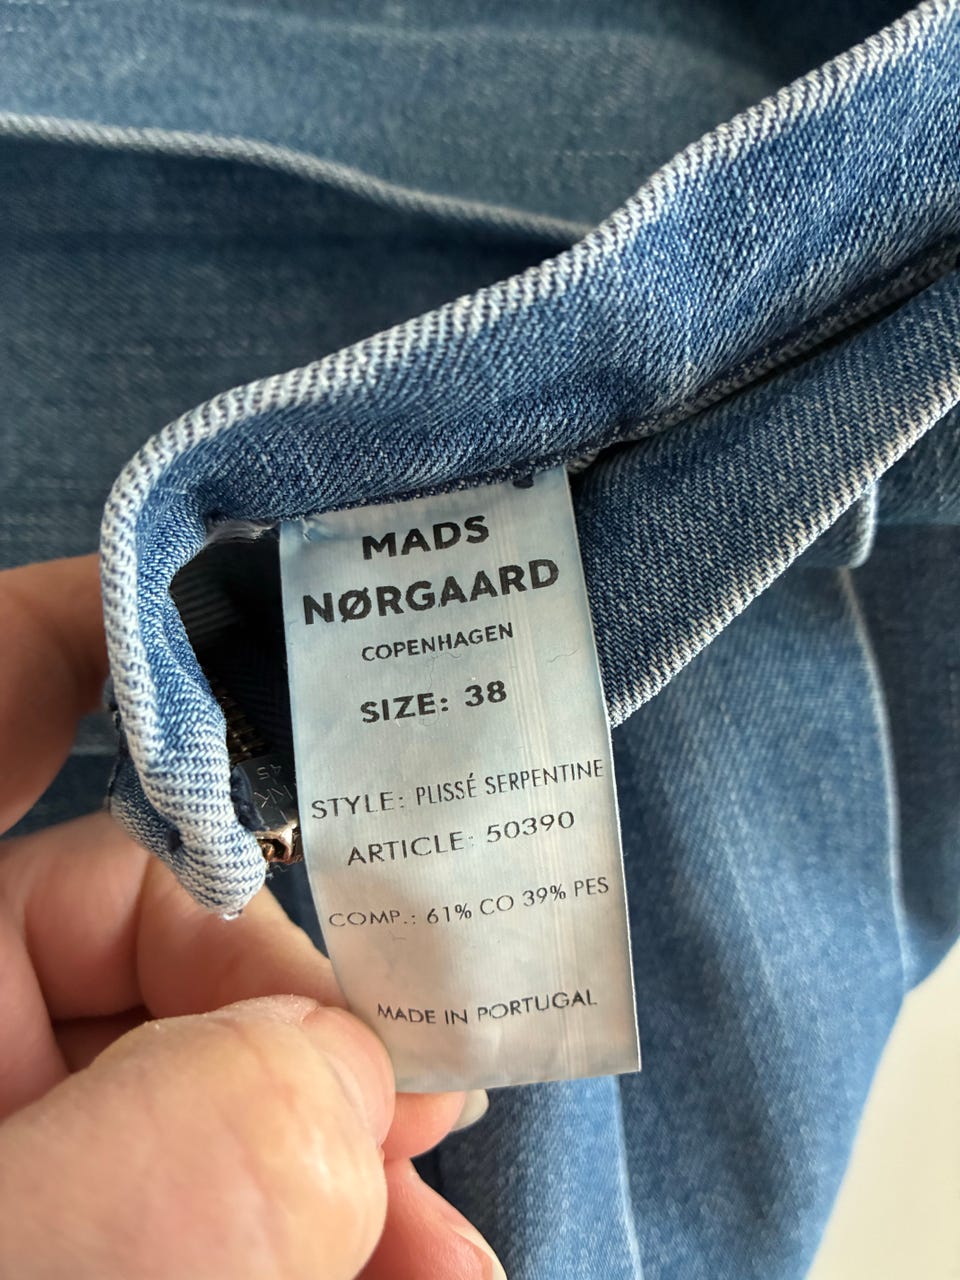 MADS
NØRGAARD
COPENHAGEN
SIZE: 38
STYLE: PLISSÉ SERPENTINE
ARTICLE: 50390
COMP.: 61% CO 39% PES
MADE IN PORTUGAL